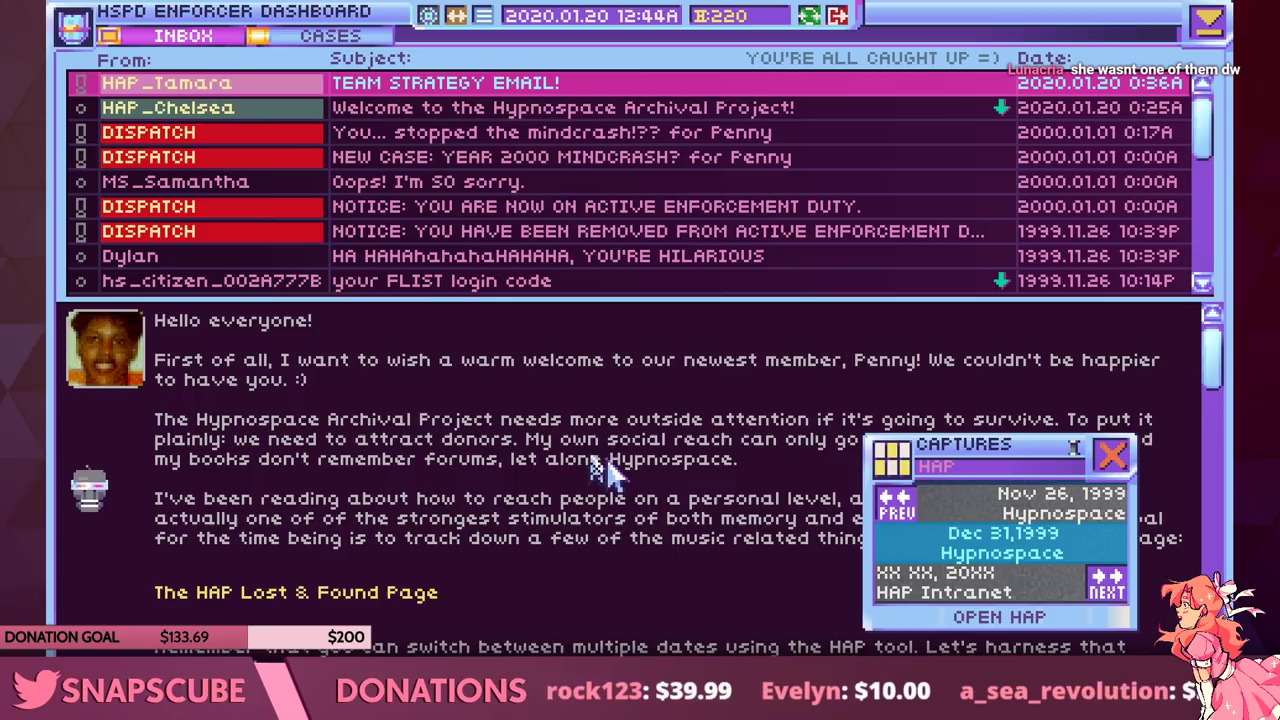 HSPD ENFORCER DASHBOARD
2020.01.20 12:44A
220
INBOX
CASES
From:
Subject:
YOU'RE ALL CAUGHT UP =)
Date:
Lunacria she wasnt one of them dw
HAP_Tamara TEAM STRATEGY EMAIL! 2020.01.20 0:36A
HAP_Chelsea Welcome to the Hypnospace Archival Project! 2020.01.20 0:25A
DISPATCH You... stopped the mindcrash!?? for Penny 2000.01.01 0:17A
DISPATCH NEW CASE: YEAR 2000 MINDCRASH? for Penny 2000.01.01 0:00A
MS_Samantha Oops! I'm SO sorry. 2000.01.01 0:00A
DISPATCH NOTICE: YOU ARE NOW ON ACTIVE ENFORCEMENT DUTY. 2000.01.01 0:00A
DISPATCH NOTICE: YOU HAVE BEEN REMOVED FROM ACTIVE ENFORCEMENT D... 1999.11.26 10:39P
Dylan HA HAHAhahahaHAHAHA, YOU'RE HILARIOUS 1999.11.26 10:39P
hs_citizen_002A777B your FLIST login code 1999.11.26 10:14P
Hello everyone!
First of all, I want to wish a warm welcome to our newest member, Penny! We couldn't be happier
to have you. :)
The Hypnospace Archival Project needs more outside attention if it's going to survive. To put it
plainly: we need to attract donors. My own social reach can only go
my books don't remember forums, let alone Hypnospace.
I've been reading about how to reach people on a personal level,
actually one of of the strongest stimulators of both memory and
for the time being is to track down a few of the music related
The HAP Lost & Found Page
can switch between multiple dates using the HAP tool. Let's harness that
CAPTURES
HAP
PREV
Nov 26, 1999
Hypnospace
Dec 31,1999
Hypnospace
XX XX, 20XX
HAP Intranet
NEXT
OPEN HAP
DONATION GOAL $133.69 $200
SNAPSCUBE
DONATIONS
rock123: $39.99 Evelyn: $10.00 a_sea_revolution: